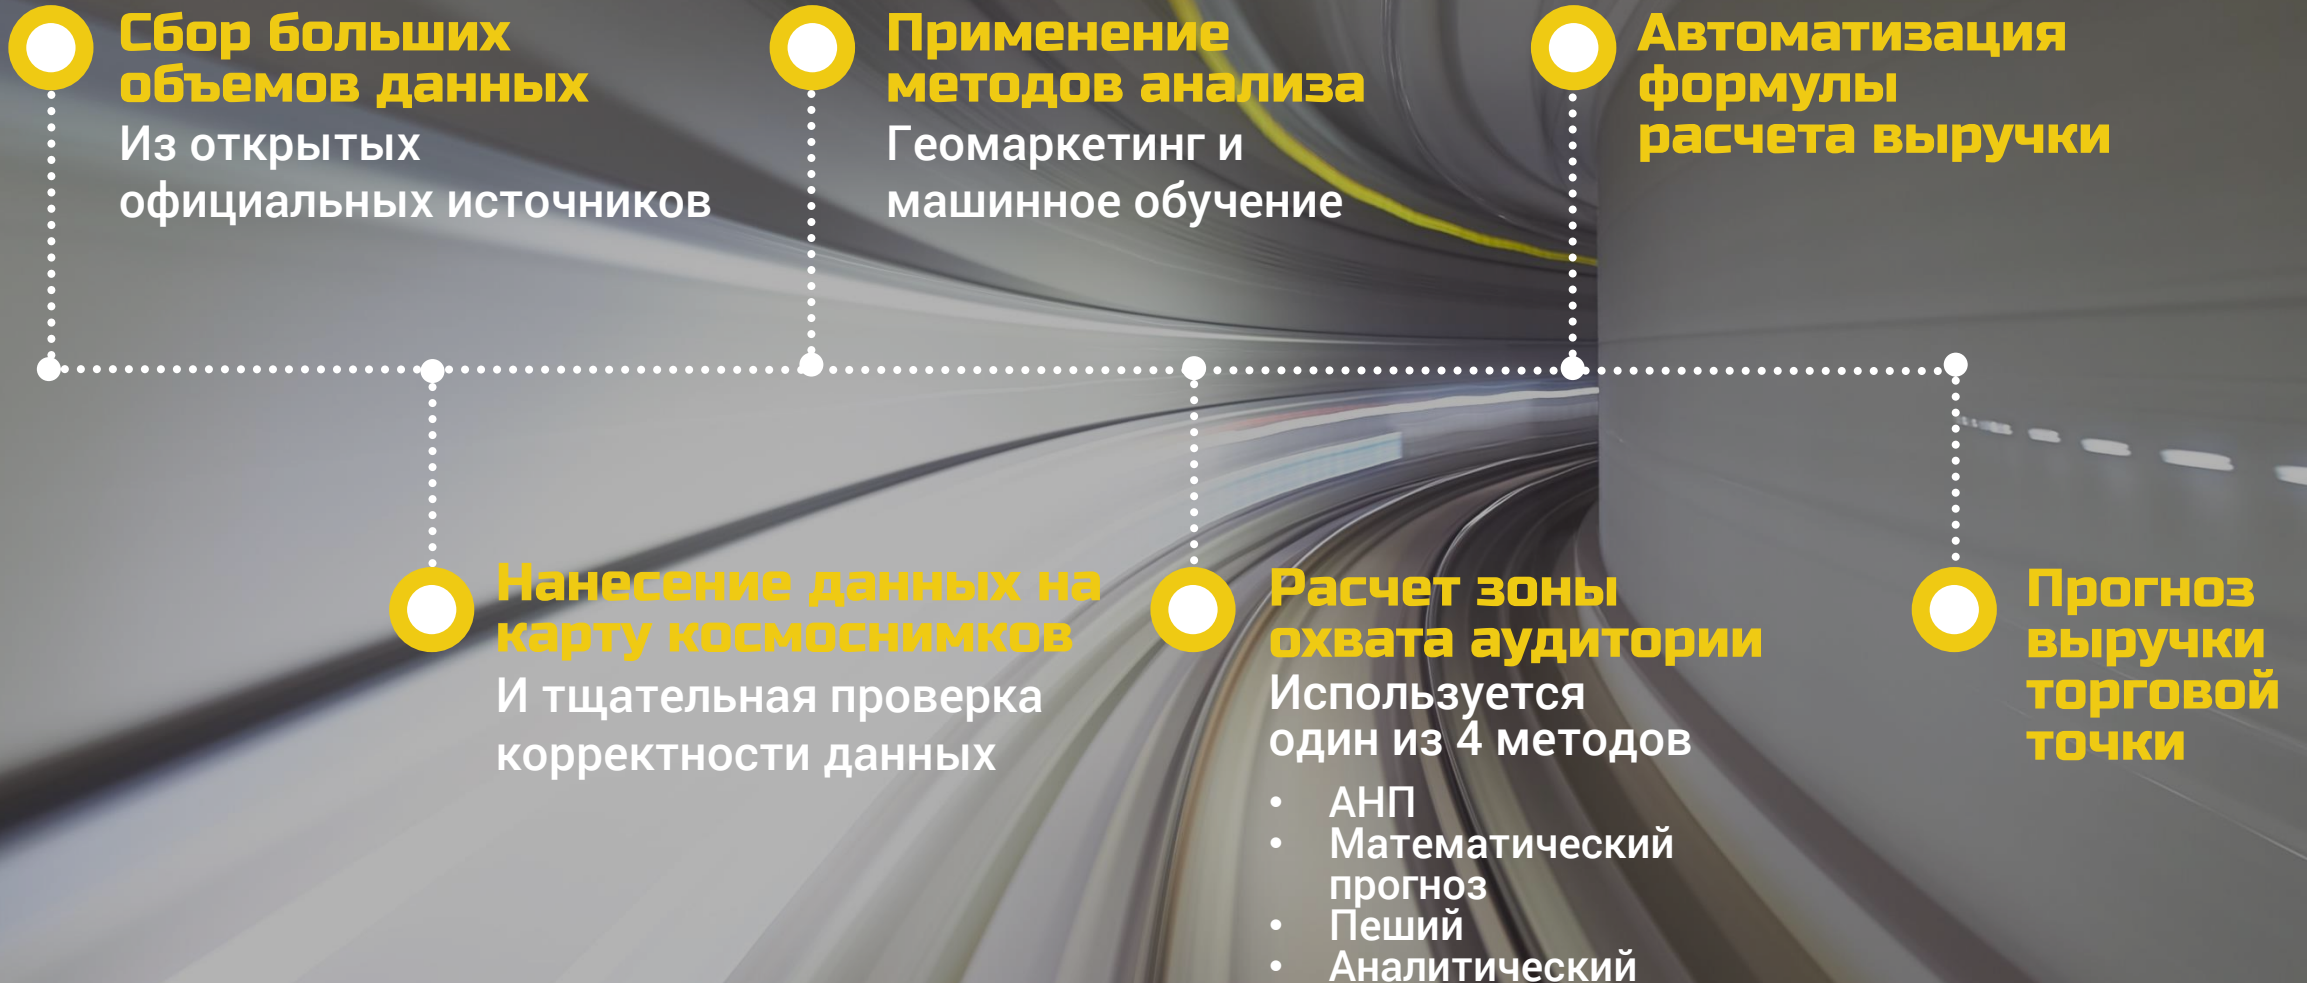 Сбор больших
объемов данных
Из открытых
официальных источников
Применение
методов анализа
Геомаркетинг и
машинное обучение
Автоматизация
формулы
расчета выручки
Нанесение данных на
карту космоснимков
И тщательная проверка
корректности данных
Расчет зоны
охвата аудитории
Используется
один из 4 методов
• АНП
• Математический
прогноз
• Пеший
• Аналитический
Прогноз
выручки
торговой
точки